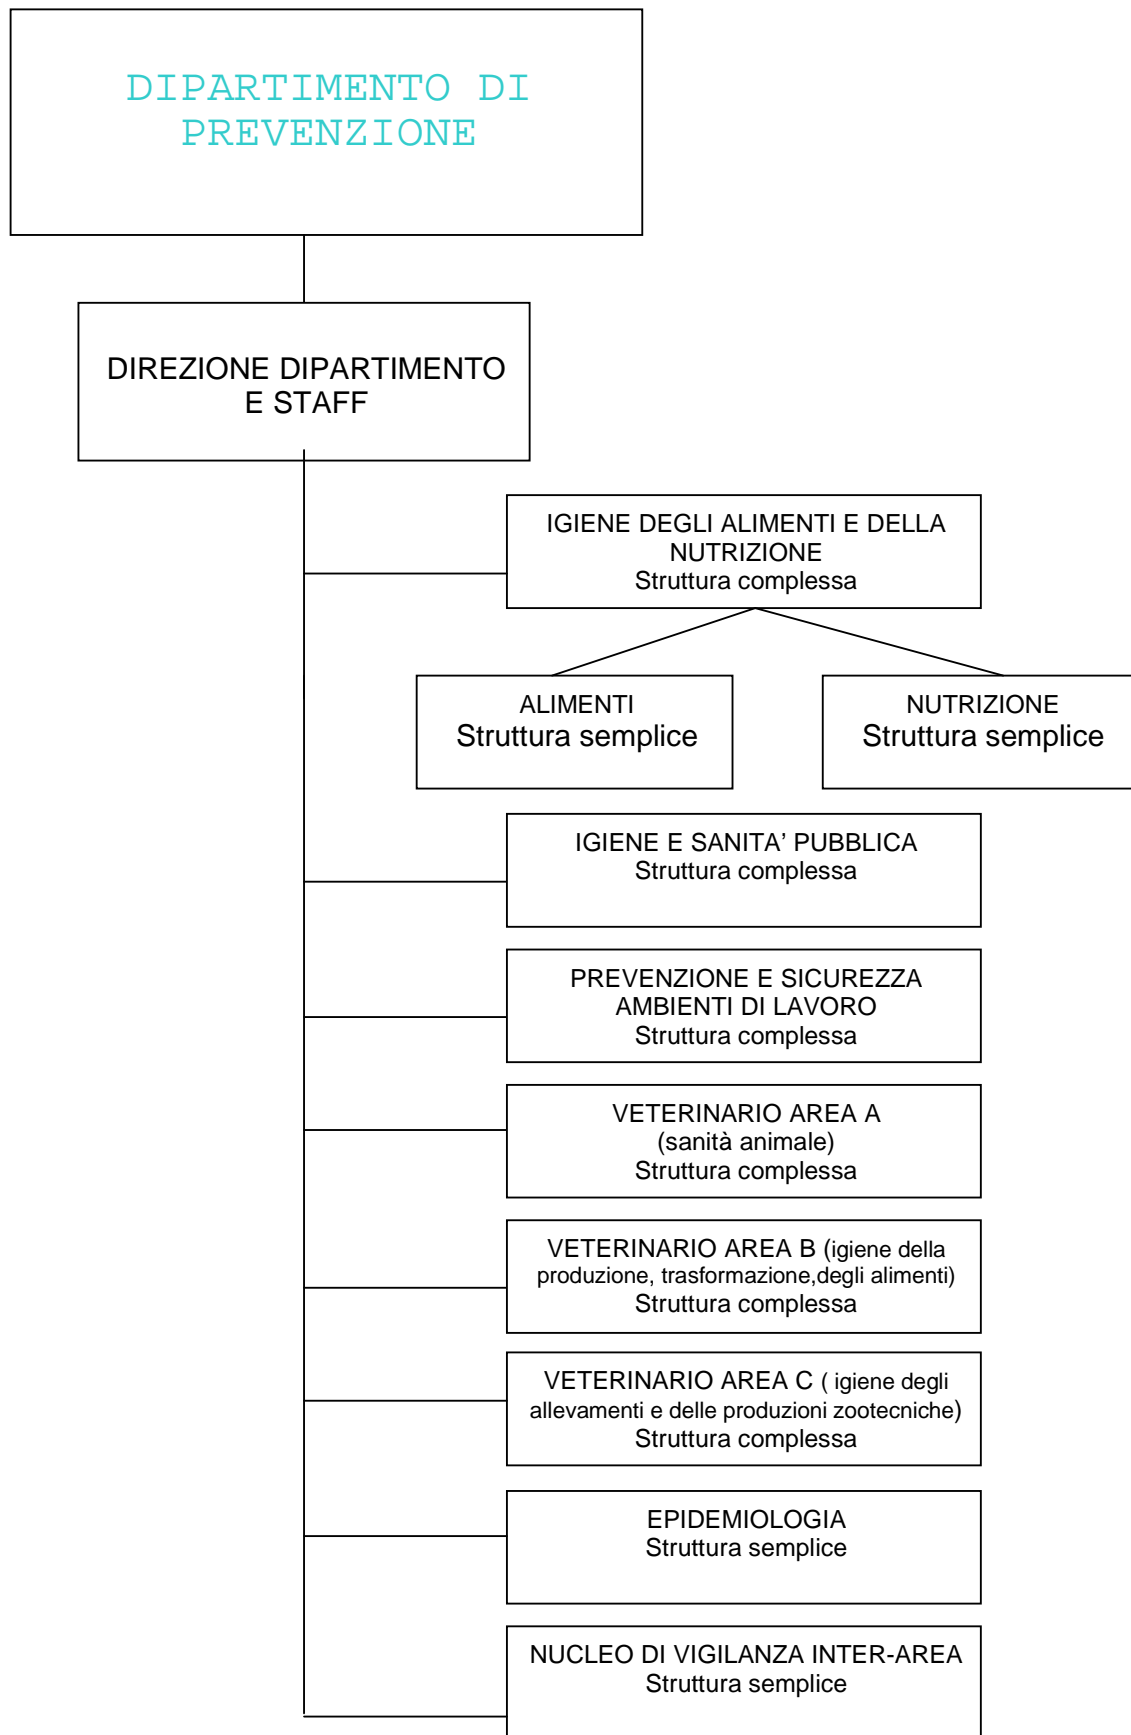 DIPARTIMENTO DI
PREVENZIONE
DIREZIONE DIPARTIMENTO
E STAFF
IGIENE DEGLI ALIMENTI E DELLA
NUTRIZIONE
Struttura complessa
ALIMENTI
Struttura semplice
NUTRIZIONE
Struttura semplice
IGIENE E SANITA' PUBBLICA
Struttura complessa
PREVENZIONE E SICUREZZA
AMBIENTI DI LAVORO
Struttura complessa
VETERINARIO AREA A
(sanità animale)
Struttura complessa
VETERINARIO AREA B (igiene della
produzione, trasformazione,degli alimenti)
Struttura complessa
VETERINARIO AREA C ( igiene degli
allevamenti e delle produzioni zootecniche)
Struttura complessa
EPIDEMIOLOGIA
Struttura semplice
NUCLEO DI VIGILANZA INTER-AREA
Struttura semplice